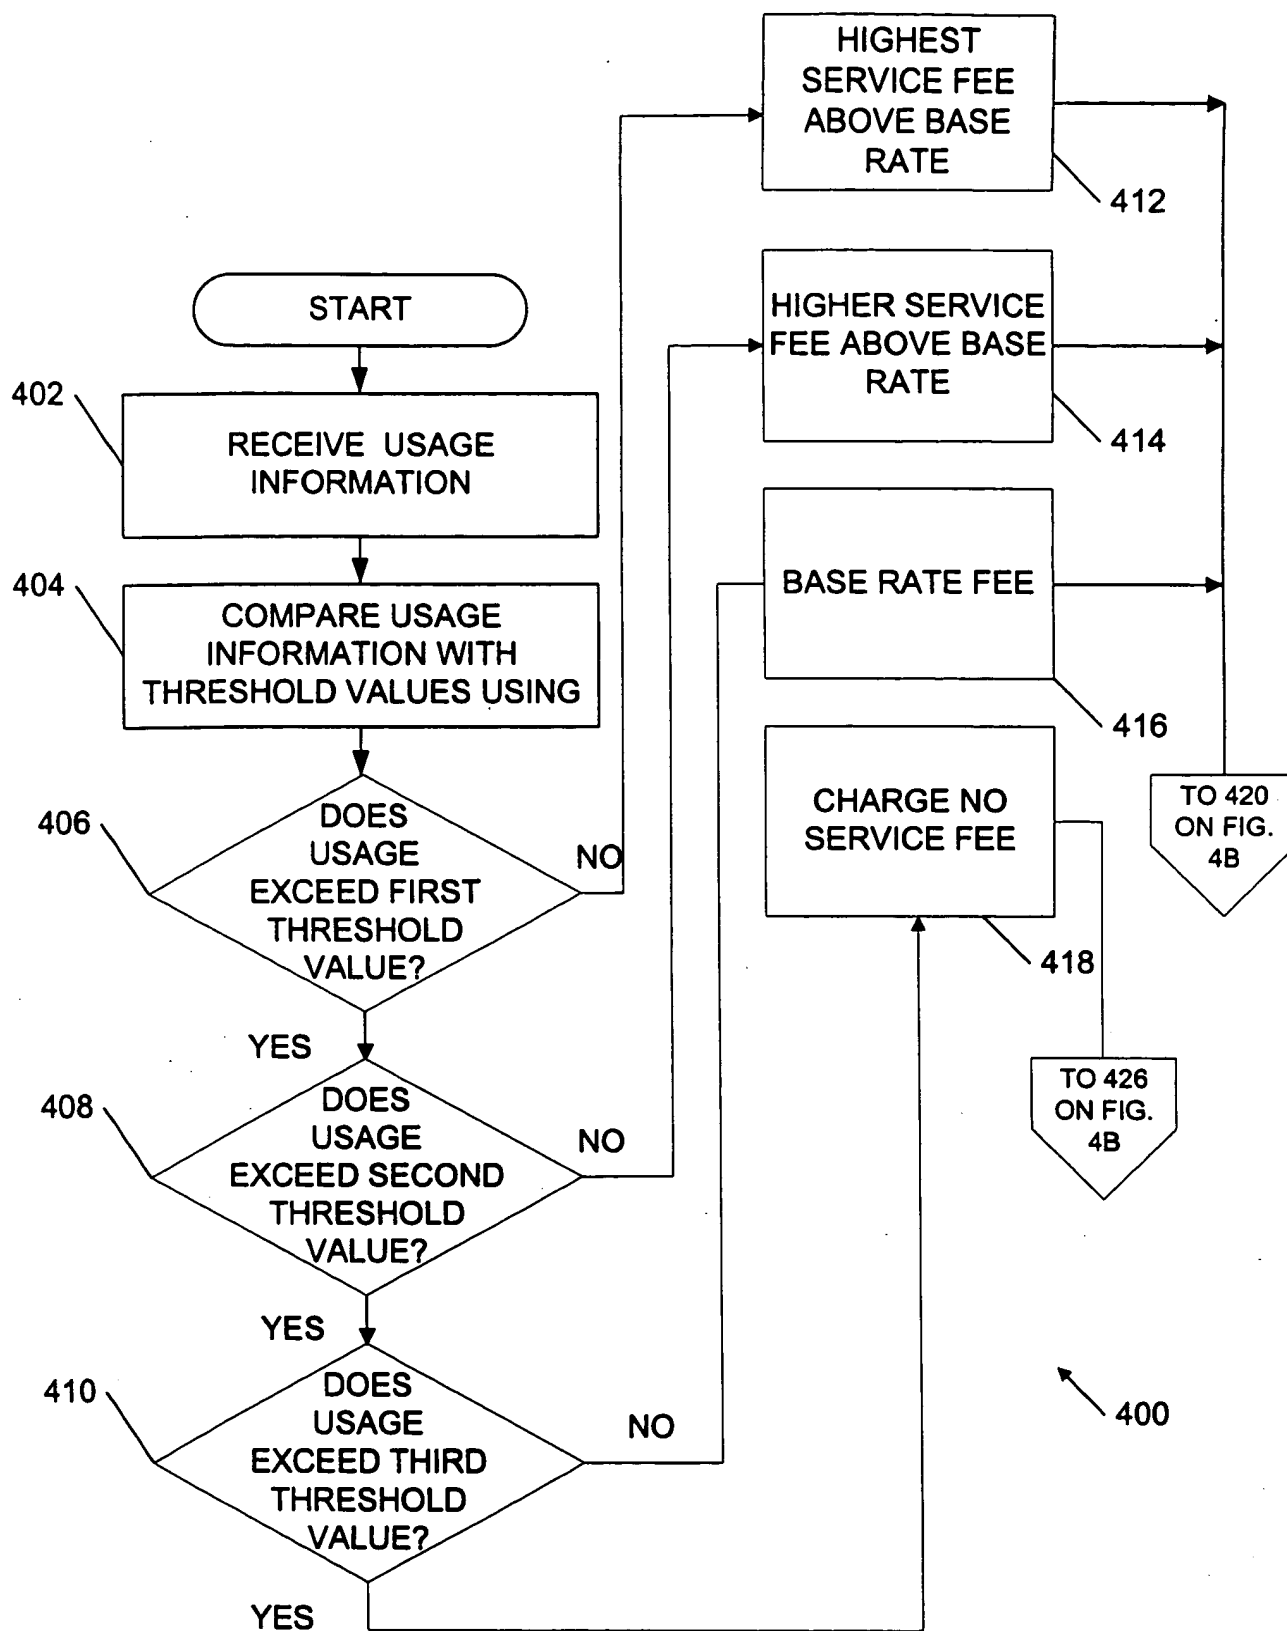 HIGHEST
SERVICE FEE
ABOVE BASE
RATE
412
START
HIGHER SERVICE
FEE ABOVE BASE
RATE
414
402
RECEIVE USAGE
INFORMATION
404
COMPARE USAGE
INFORMATION WITH
THRESHOLD VALUES USING
BASE RATE FEE
416
406
DOES
USAGE
EXCEED FIRST
THRESHOLD
VALUE?
NO
YES
CHARGE NO
SERVICE FEE
418
TO 420
ON FIG.
4B
TO 426
ON FIG.
4B
408
DOES
USAGE
EXCEED SECOND
THRESHOLD
VALUE?
NO
YES
410
DOES
USAGE
EXCEED THIRD
THRESHOLD
VALUE?
NO
YES
400